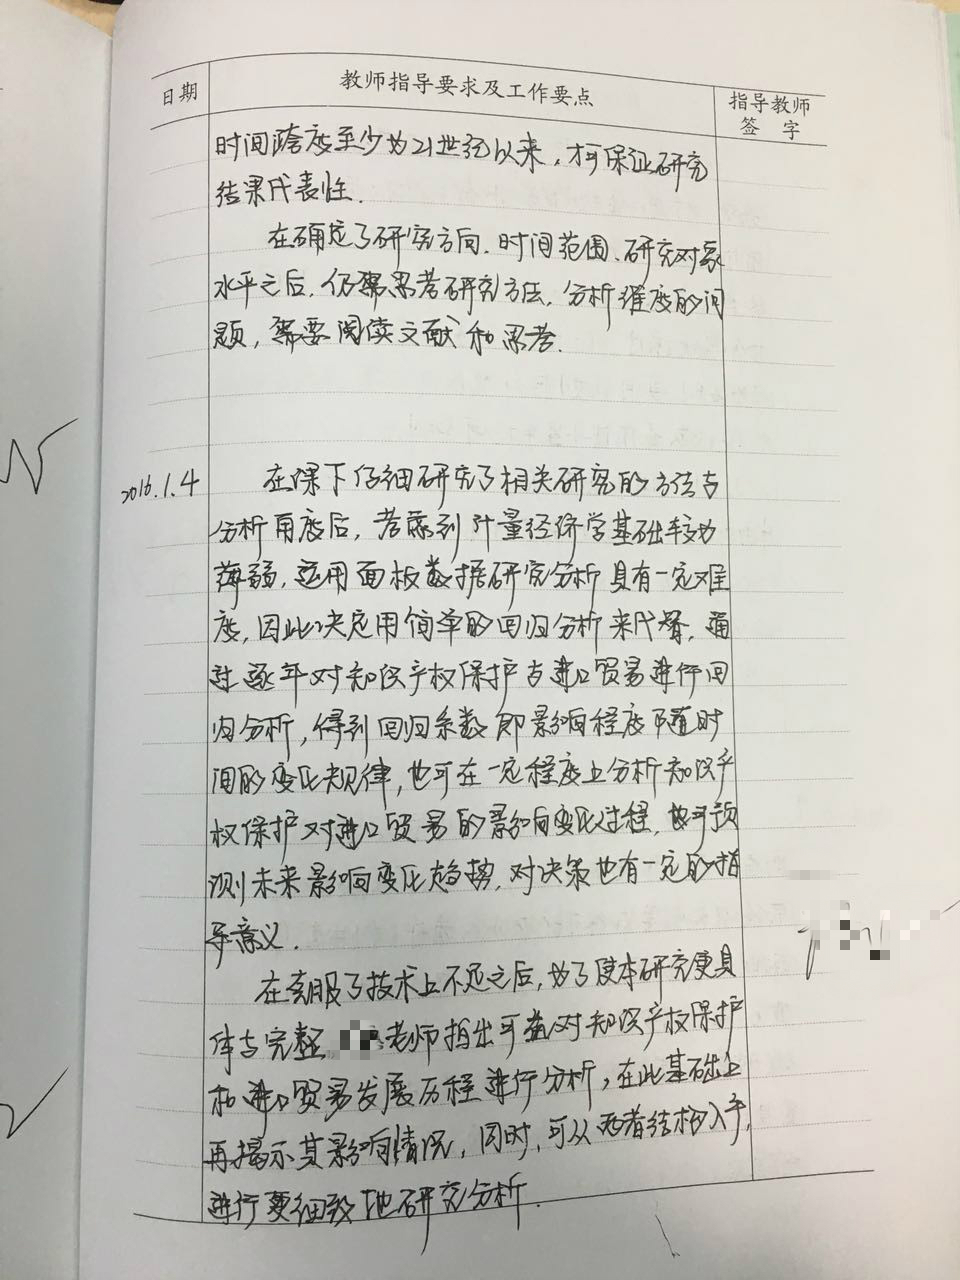 日期
教师指导要求及工作要点
指导教师
签 字
时间跨度至少为21世纪以来，才可保证研究
结果代表性.
在确定了研究方向、时间范围、研究对象
水平之后，仍需思考研究方法，分析维度的问
题，需要阅读文献和思考.
2016.1.4
在课下仔细研究了相关研究的方法与
分析角度后，考虑到计量经济学基础较为
薄弱，运用面板数据研究分析具有一定难
度，因此决定用简单的回归分析来代替，通
过逐年对知识产权保护与进口贸易进行回
归分析，得到回归系数即影响程度随时
间的变化规律，也可在一定程度上分析知识产
权保护对进口贸易的影响变化过程，也可预
测未来影响变化趋势，对决策也有一定的指
导意义.
在克服了技术上不足之后，为了使本研究更具
体与完整 老师指出可 对知识产权保护
和进口贸易发展历程进行分析，在此基础上
再揭示其影响情况，同时，可从两者结构入手，
进行更细致地研究分析.